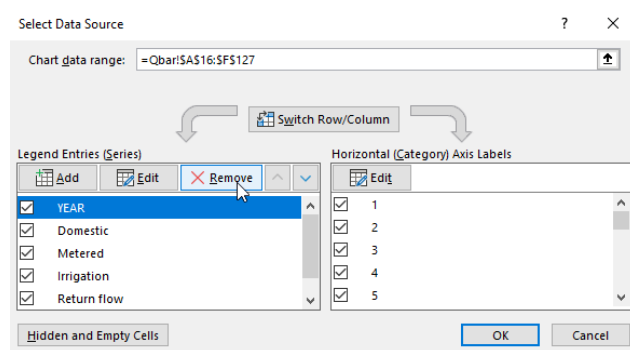 Select Data Source ? ×
Chart data range: =Qbar!$A$16:$F$127
Switch Row/Column
Legend Entries (Series)
Add Edit Remove
YEAR
Domestic
Metered
Irrigation
Return flow
Horizontal (Category) Axis Labels
Edit
1
2
3
4
5
Hidden and Empty Cells OK Cancel